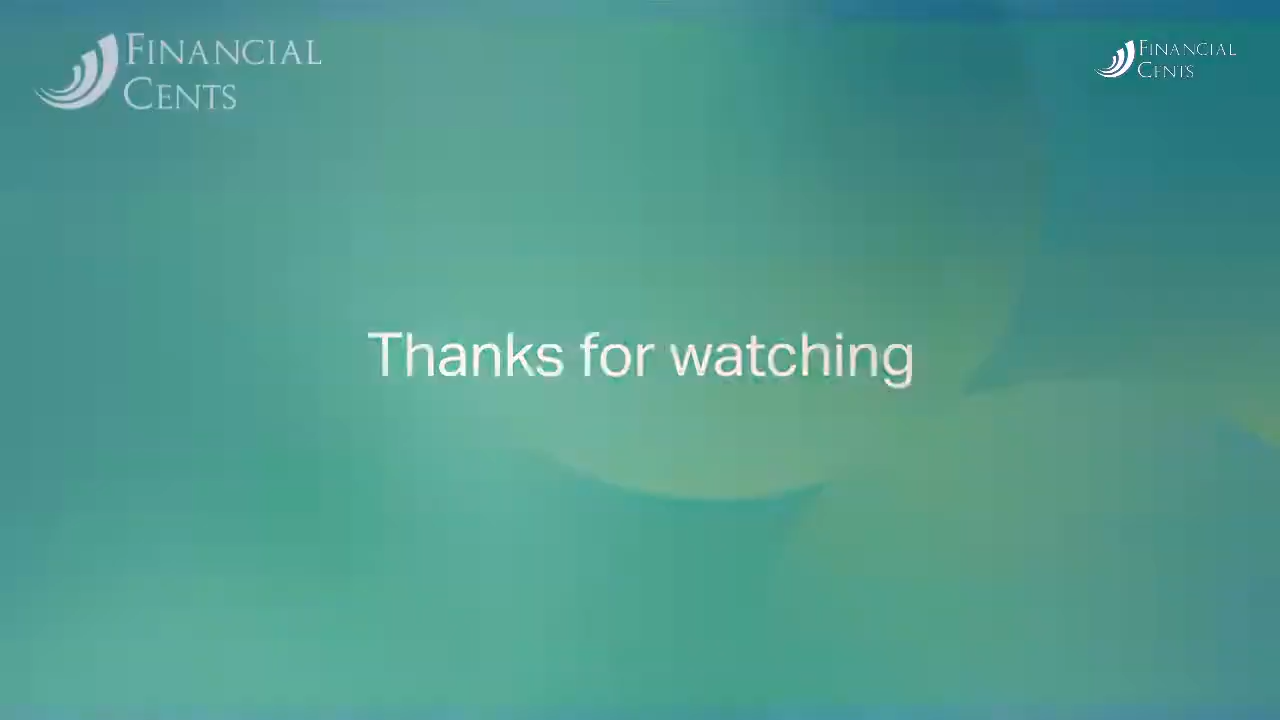 Financial
Cents
Financial
Cents
Thanks for watching